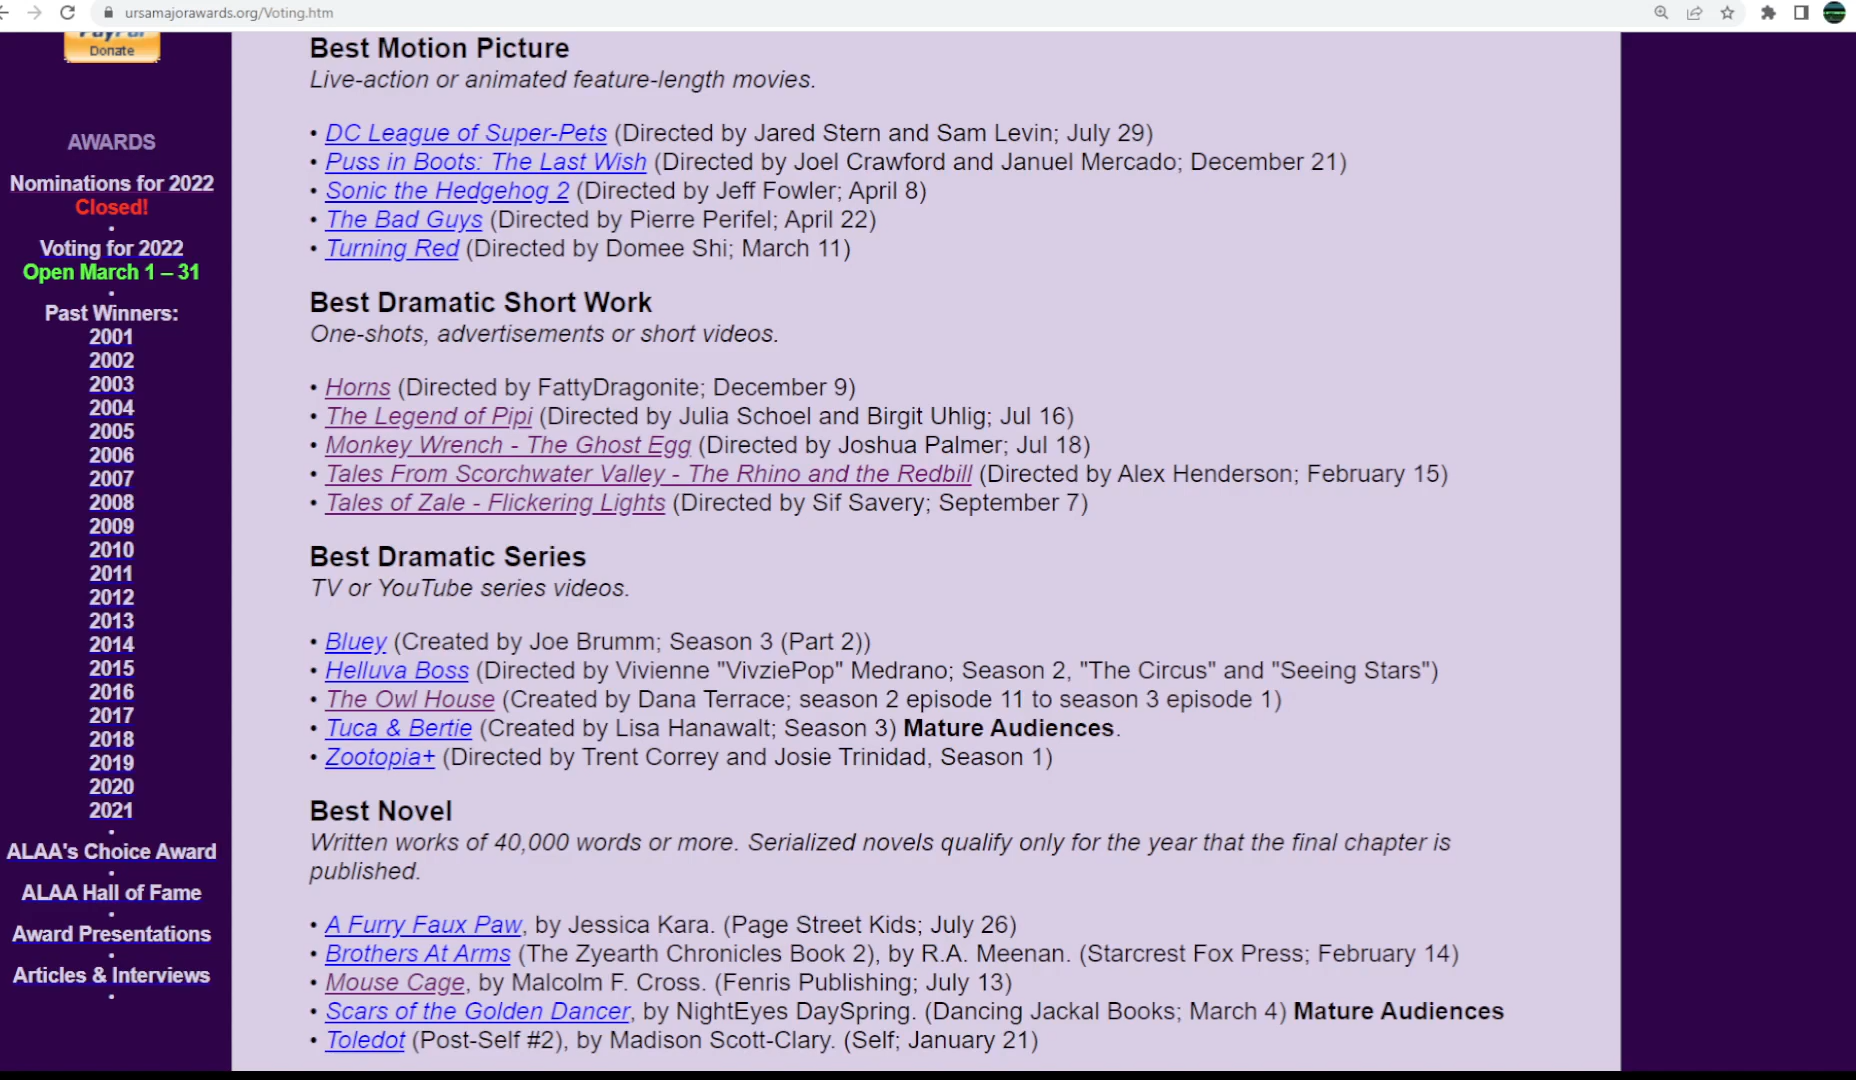 ursamajorawards.org/Voting.htm
PayPal
Donate
AWARDS
Nominations for 2022
Closed!
•
Voting for 2022
Open March 1 – 31
•
Past Winners:
2001
2002
2003
2004
2005
2006
2007
2008
2009
2010
2011
2012
2013
2014
2015
2016
2017
2018
2019
2020
2021
•
ALAA's Choice Award
•
ALAA Hall of Fame
•
Award Presentations
•
Articles & Interviews
•
Best Motion Picture
Live-action or animated feature-length movies.
• DC League of Super-Pets (Directed by Jared Stern and Sam Levin; July 29)
• Puss in Boots: The Last Wish (Directed by Joel Crawford and Januel Mercado; December 21)
• Sonic the Hedgehog 2 (Directed by Jeff Fowler; April 8)
• The Bad Guys (Directed by Pierre Perifel; April 22)
• Turning Red (Directed by Domee Shi; March 11)
Best Dramatic Short Work
One-shots, advertisements or short videos.
• Horns (Directed by FattyDragonite; December 9)
• The Legend of Pipi (Directed by Julia Schoel and Birgit Uhlig; Jul 16)
• Monkey Wrench - The Ghost Egg (Directed by Joshua Palmer; Jul 18)
• Tales From Scorchwater Valley - The Rhino and the Redbill (Directed by Alex Henderson; February 15)
• Tales of Zale - Flickering Lights (Directed by Sif Savery; September 7)
Best Dramatic Series
TV or YouTube series videos.
• Bluey (Created by Joe Brumm; Season 3 (Part 2))
• Helluva Boss (Directed by Vivienne "VivziePop" Medrano; Season 2, "The Circus" and "Seeing Stars")
• The Owl House (Created by Dana Terrace; season 2 episode 11 to season 3 episode 1)
• Tuca & Bertie (Created by Lisa Hanawalt; Season 3) Mature Audiences.
• Zootopia+ (Directed by Trent Correy and Josie Trinidad, Season 1)
Best Novel
Written works of 40,000 words or more. Serialized novels qualify only for the year that the final chapter is
published.
• A Furry Faux Paw, by Jessica Kara. (Page Street Kids; July 26)
• Brothers At Arms (The Zyearth Chronicles Book 2), by R.A. Meenan. (Starcrest Fox Press; February 14)
• Mouse Cage, by Malcolm F. Cross. (Fenris Publishing; July 13)
• Scars of the Golden Dancer, by NightEyes DaySpring. (Dancing Jackal Books; March 4) Mature Audiences
• Toledot (Post-Self #2), by Madison Scott-Clary. (Self; January 21)